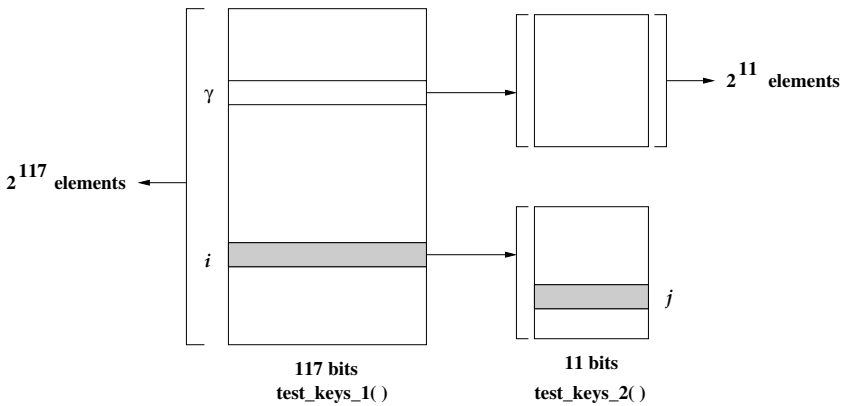 γ
2^11 elements
2^117 elements
i
j
117 bits
test_keys_1( )
11 bits
test_keys_2( )